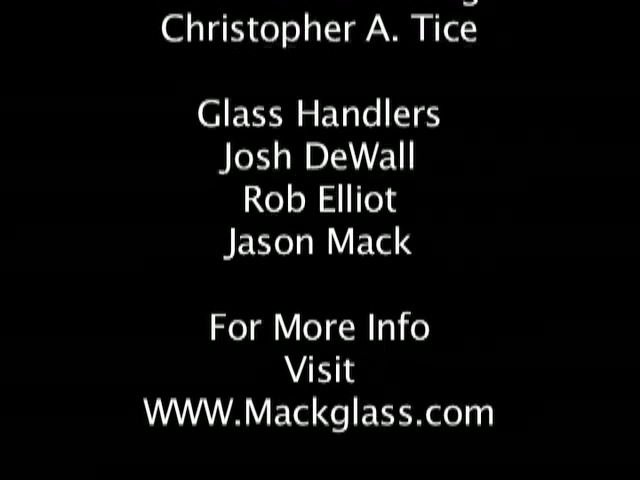 Christopher A. Tice
Glass Handlers
Josh DeWall
Rob Elliot
Jason Mack
For More Info
Visit
WWW.Mackglass.com